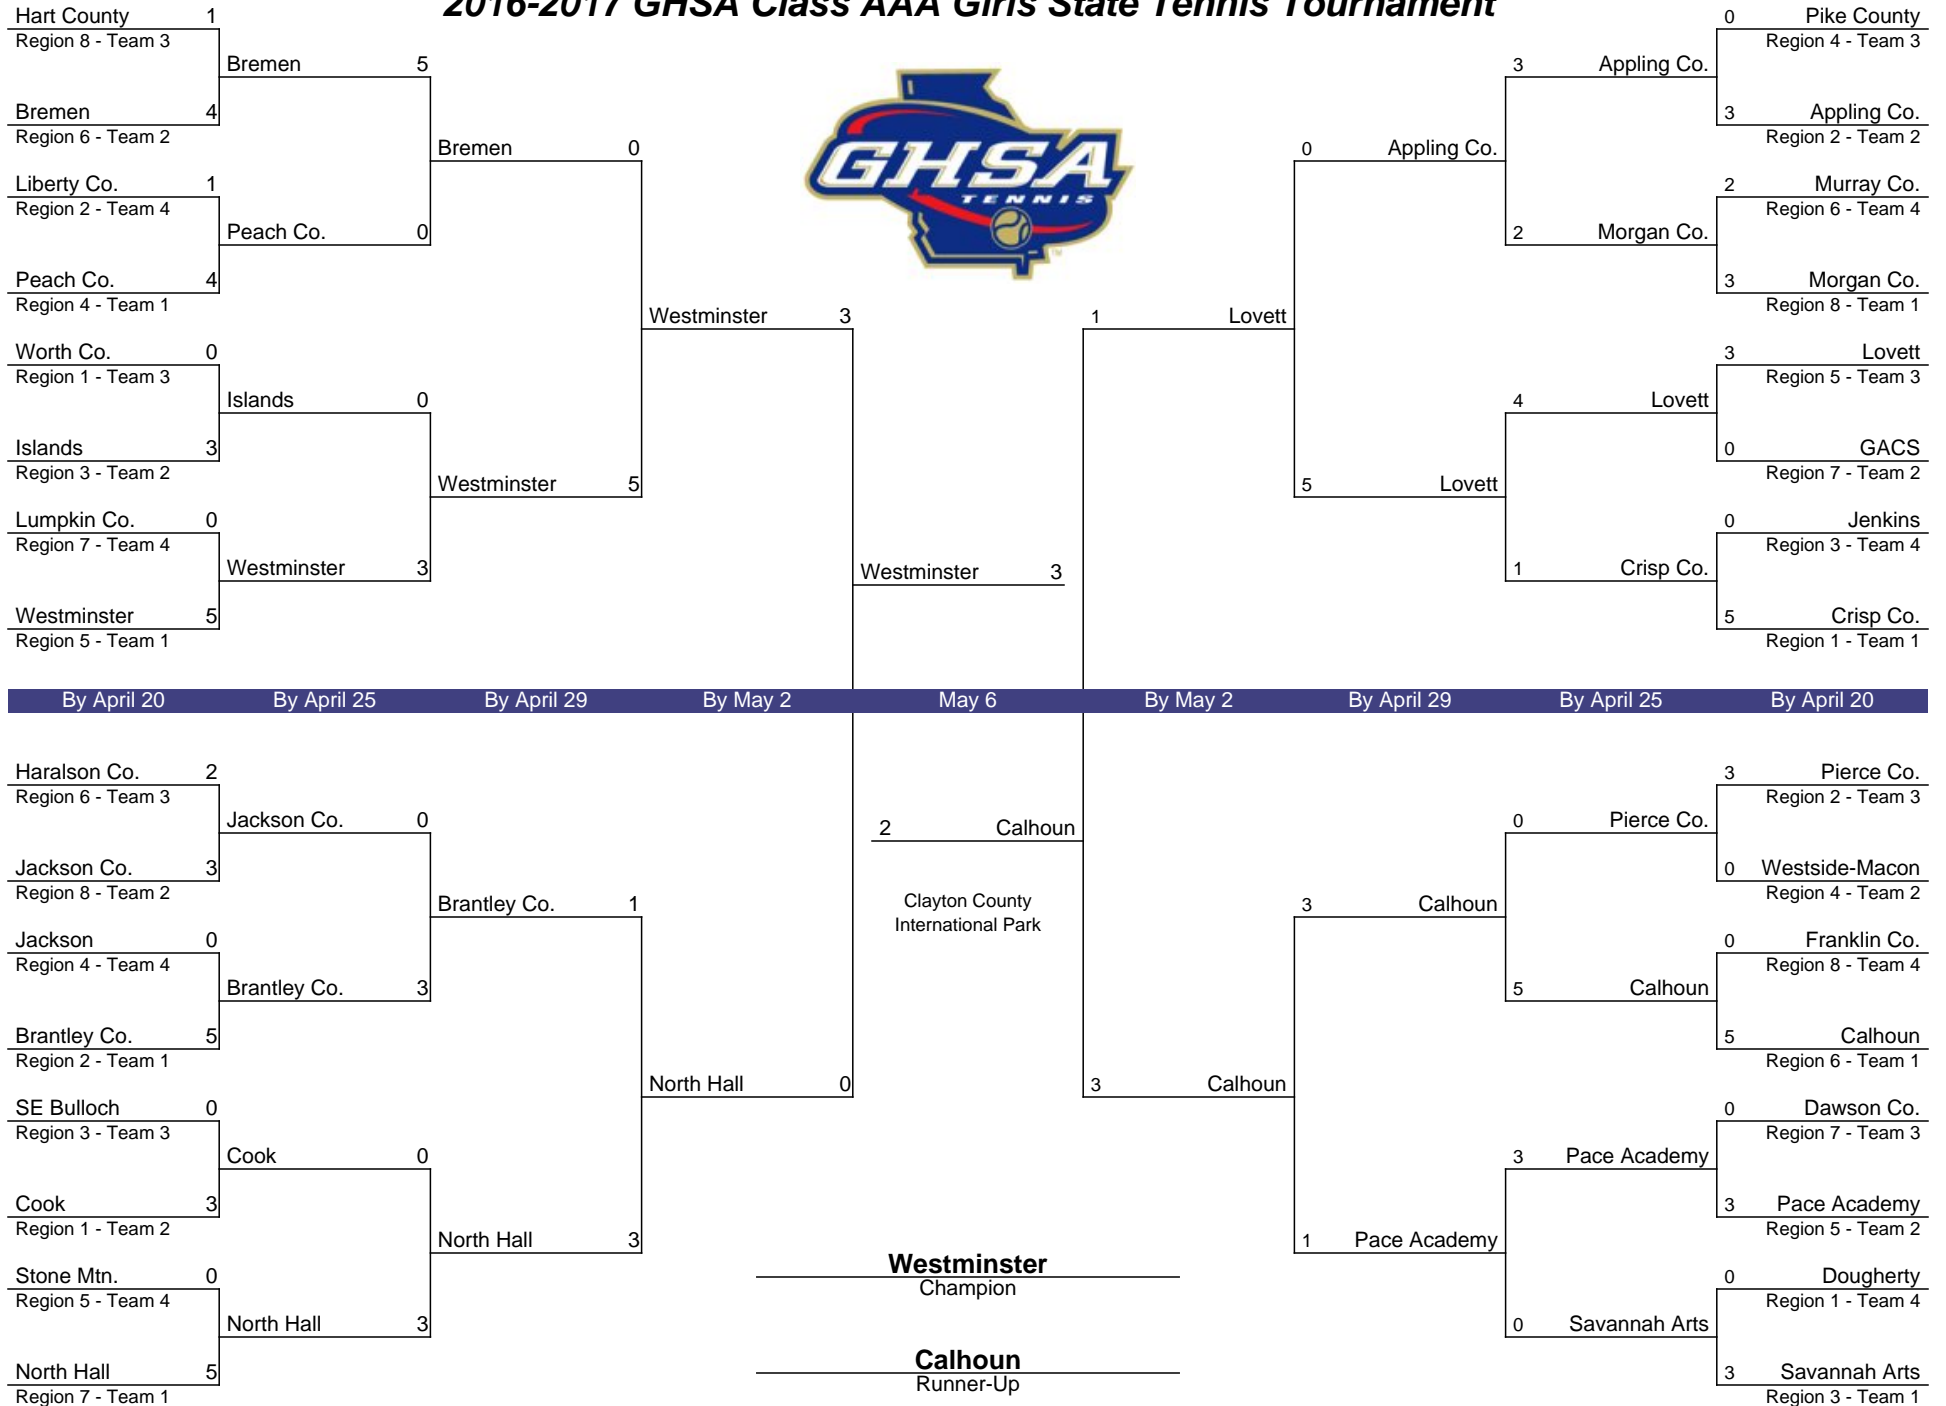 2016-2017 GHSA Class AAA Girls State Tennis Tournament
Hart County 1
Region 8 - Team 3
Bremen 5
Bremen 4
Region 6 - Team 2
Bremen 0
Liberty Co. 1
Region 2 - Team 4
Peach Co. 0
Peach Co. 4
Region 4 - Team 1
Westminster 3
Worth Co. 0
Region 1 - Team 3
Islands 0
Islands 3
Region 3 - Team 2
Westminster 5
Lumpkin Co. 0
Region 7 - Team 4
Westminster 3
Westminster 5
Region 5 - Team 1
Westminster 3
GHSA
TENNIS
TM
0 Pike County
Region 4 - Team 3
3 Appling Co.
3 Appling Co.
Region 2 - Team 2
0 Appling Co.
2 Murray Co.
Region 6 - Team 4
2 Morgan Co.
3 Morgan Co.
Region 8 - Team 1
1 Lovett
3 Lovett
Region 5 - Team 3
4 Lovett
0 GACS
Region 7 - Team 2
5 Lovett
0 Jenkins
Region 3 - Team 4
1 Crisp Co.
5 Crisp Co.
Region 1 - Team 1
By April 20 By April 25 By April 29 By May 2 May 6 By May 2 By April 29 By April 25 By April 20
Haralson Co. 2
Region 6 - Team 3
Jackson Co. 0
Jackson Co. 3
Region 8 - Team 2
Brantley Co. 1
Jackson 0
Region 4 - Team 4
Brantley Co. 3
Brantley Co. 5
Region 2 - Team 1
North Hall 0
SE Bulloch 0
Region 3 - Team 3
Cook 0
Cook 3
Region 1 - Team 2
North Hall 3
Stone Mtn. 0
Region 5 - Team 4
North Hall 3
North Hall 5
Region 7 - Team 1
2 Calhoun
Clayton County
International Park
3 Pierce Co.
Region 2 - Team 3
0 Pierce Co.
0 Westside-Macon
Region 4 - Team 2
3 Calhoun
0 Franklin Co.
Region 8 - Team 4
5 Calhoun
5 Calhoun
Region 6 - Team 1
3 Calhoun
0 Dawson Co.
Region 7 - Team 3
3 Pace Academy
3 Pace Academy
Region 5 - Team 2
1 Pace Academy
0 Dougherty
Region 1 - Team 4
0 Savannah Arts
3 Savannah Arts
Region 3 - Team 1
Westminster
Champion
Calhoun
Runner-Up